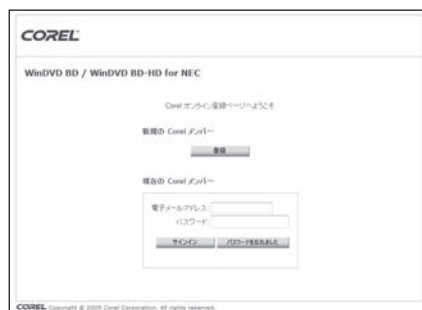 COREL
WinDVD BD / WinDVD BD-HD for NEC
Corel オンライン登録ページへようこそ
新規の Corel メンバー
登録
現在の Corel メンバー
電子メールアドレス:
パスワード:
サインイン パスワードを忘れました
COREL Copyright © 2005 Corel Corporation. All rights reserved.